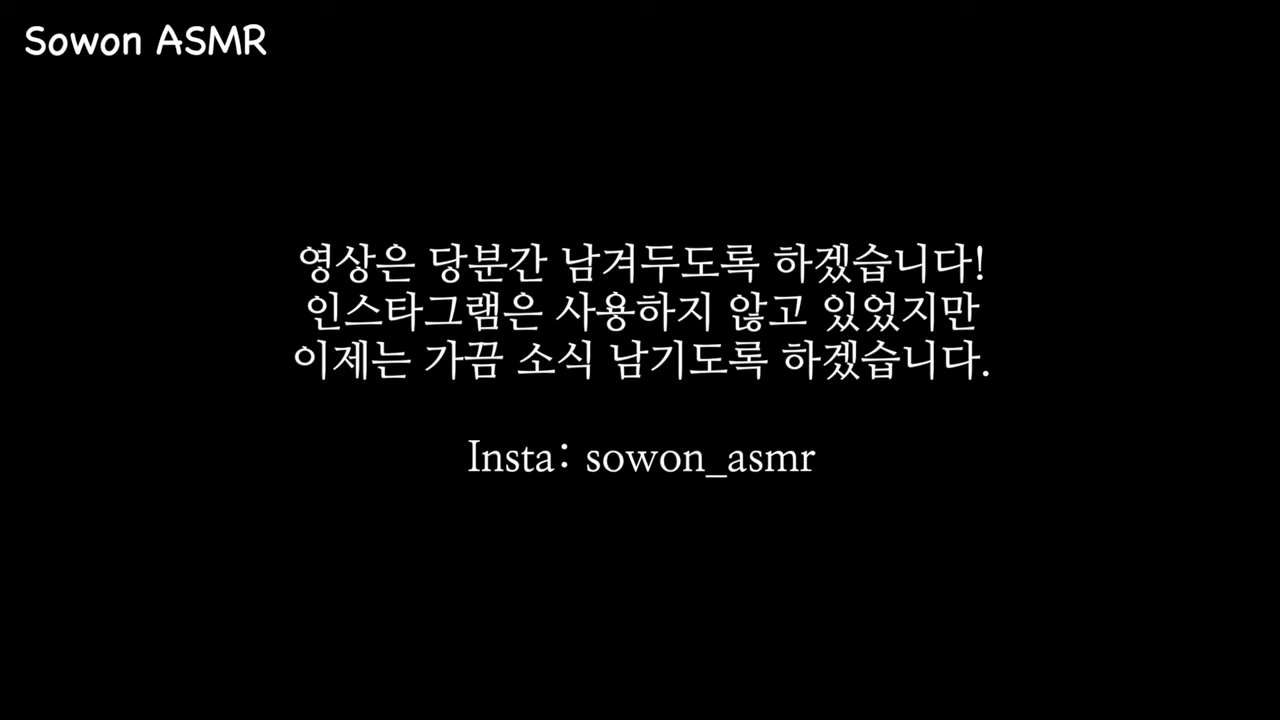 Sowon ASMR
영상은 당분간 남겨두도록 하겠습니다!
인스타그램은 사용하지 않고 있었지만
이제는 가끔 소식 남기도록 하겠습니다.
Insta: sowon_asmr